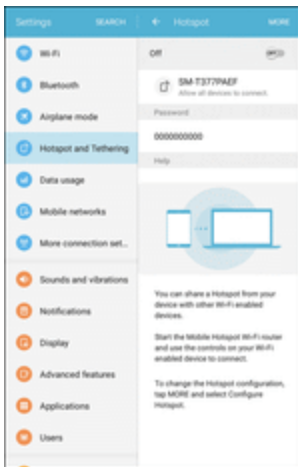 Settings
SEARCH
Hotspot
MORE
Wi-Fi
Bluetooth
Airplane mode
Hotspot and Tethering
Data usage
Mobile networks
More connection set...
Sounds and vibrations
Notifications
Display
Advanced features
Applications
Users
Off
OFF
SM-T377PAEF
Allow all devices to connect.
Password
0000000000
Help
You can share a Hotspot from your
device with other Wi-Fi enabled
devices.
Start the Mobile Hotspot Wi-Fi router
and use the controls on your Wi-Fi
enabled device to connect.
To change the Hotspot configuration,
tap MORE and select Configure
Hotspot.